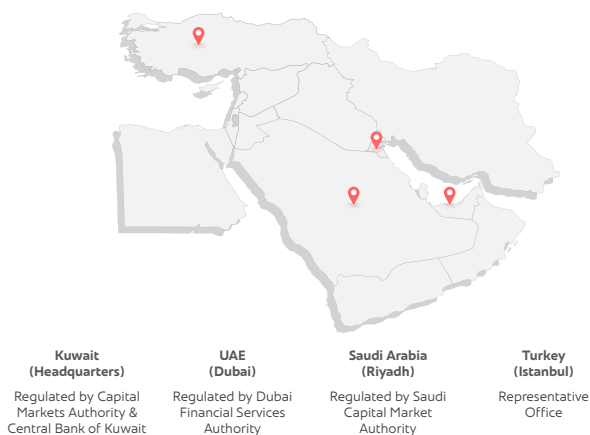 Kuwait
(Headquarters)
Regulated by Capital
Markets Authority &
Central Bank of Kuwait
UAE
(Dubai)
Regulated by Dubai
Financial Services
Authority
Saudi Arabia
(Riyadh)
Regulated by Saudi
Capital Market
Authority
Turkey
(Istanbul)
Representative
Office